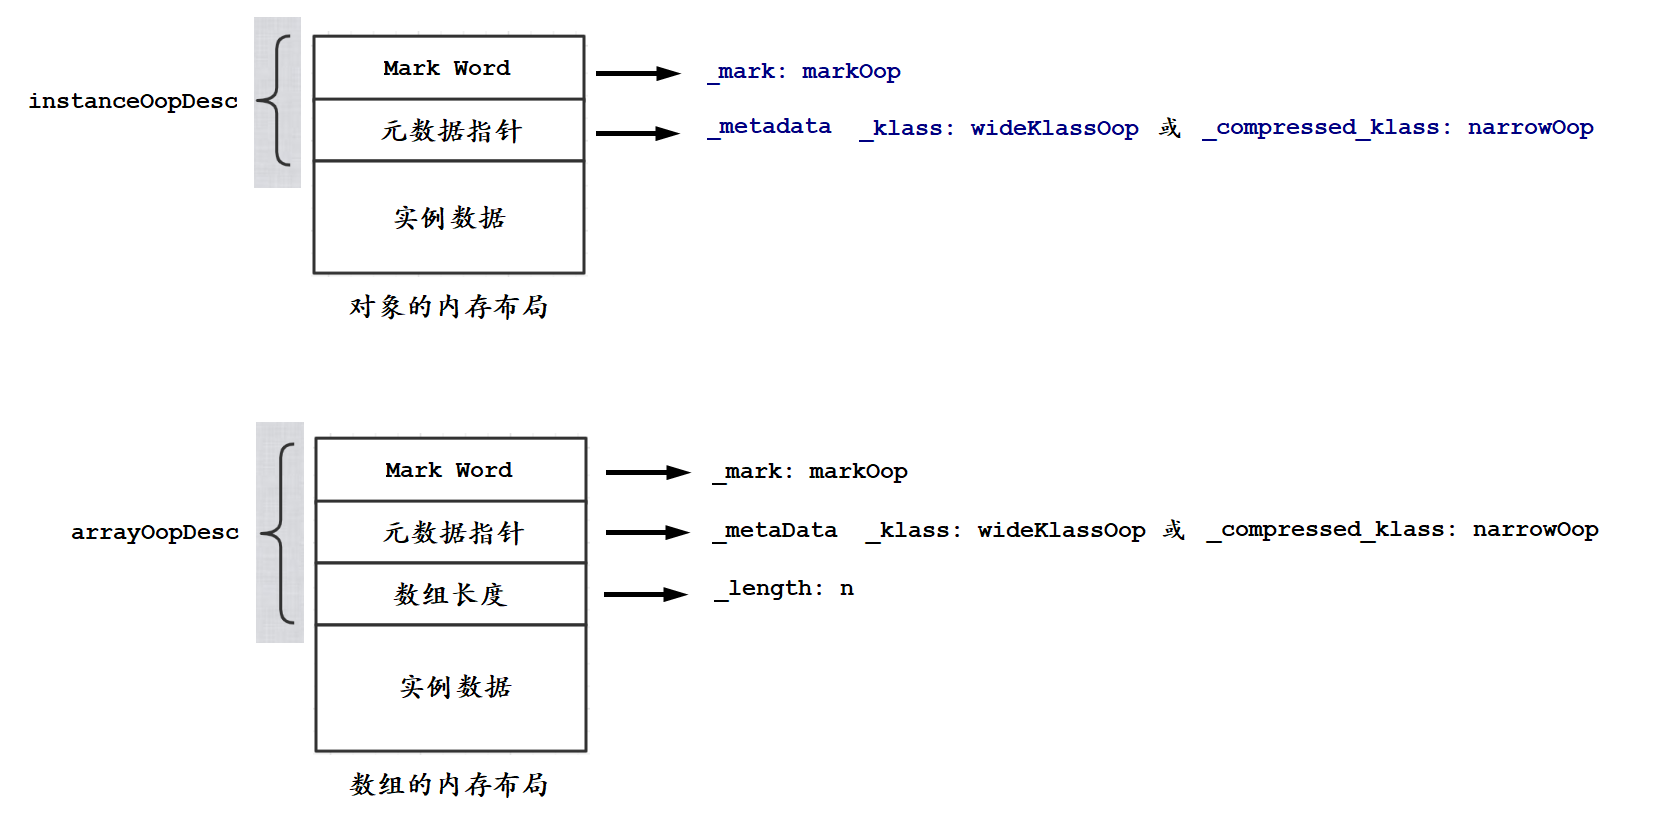 Mark Word
_mark: markOop
instanceOopDesc
元数据指针
_metadata _klass: wideKlassOop 或 _compressed_klass: narrowOop
实例数据
对象的内存布局
Mark Word
_mark: markOop
arrayOopDesc
元数据指针
_metaData _klass: wideKlassOop 或 _compressed_klass: narrowOop
数组长度
_length: n
实例数据
数组的内存布局